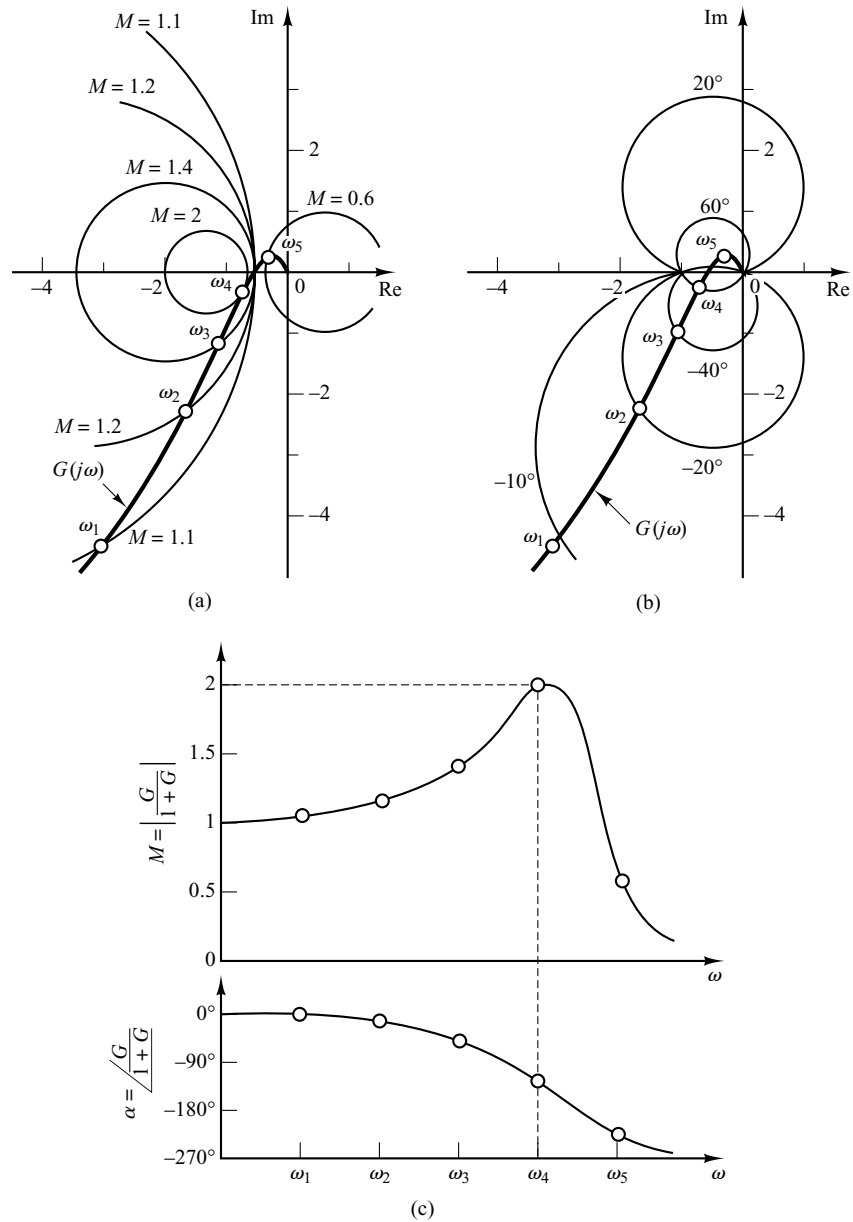 Im
M = 1.1
M = 1.2
M = 1.4
M = 2
M = 0.6
2
ω5
–4
–2
ω4
0
Re
ω3
–2
ω2
M = 1.2
G(jω)
ω1
M = 1.1
–4
(a)
Im
20°
2
60°
ω5
–4
–2
0
Re
ω4
ω3
–40°
–2
ω2
–20°
–10°
–4
ω1
G(jω)
(b)
M = |G/1 + G|
2
1.5
1
0.5
0
ω
α = /G/1 + G
0°
–90°
–180°
–270°
ω1 ω2 ω3 ω4 ω5 ω
(c)